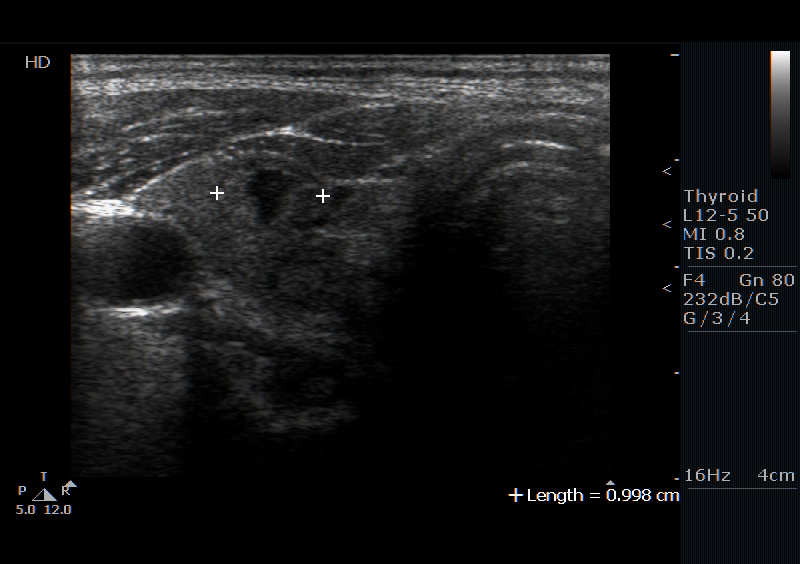 HD
Thyroid
L12-5 50
MI 0.8
TIS 0.2
F4 Gn 80
232dB/C5
G/3/4
16Hz 4cm
T
P R
5.0 12.0
+ Length = 0.998 cm